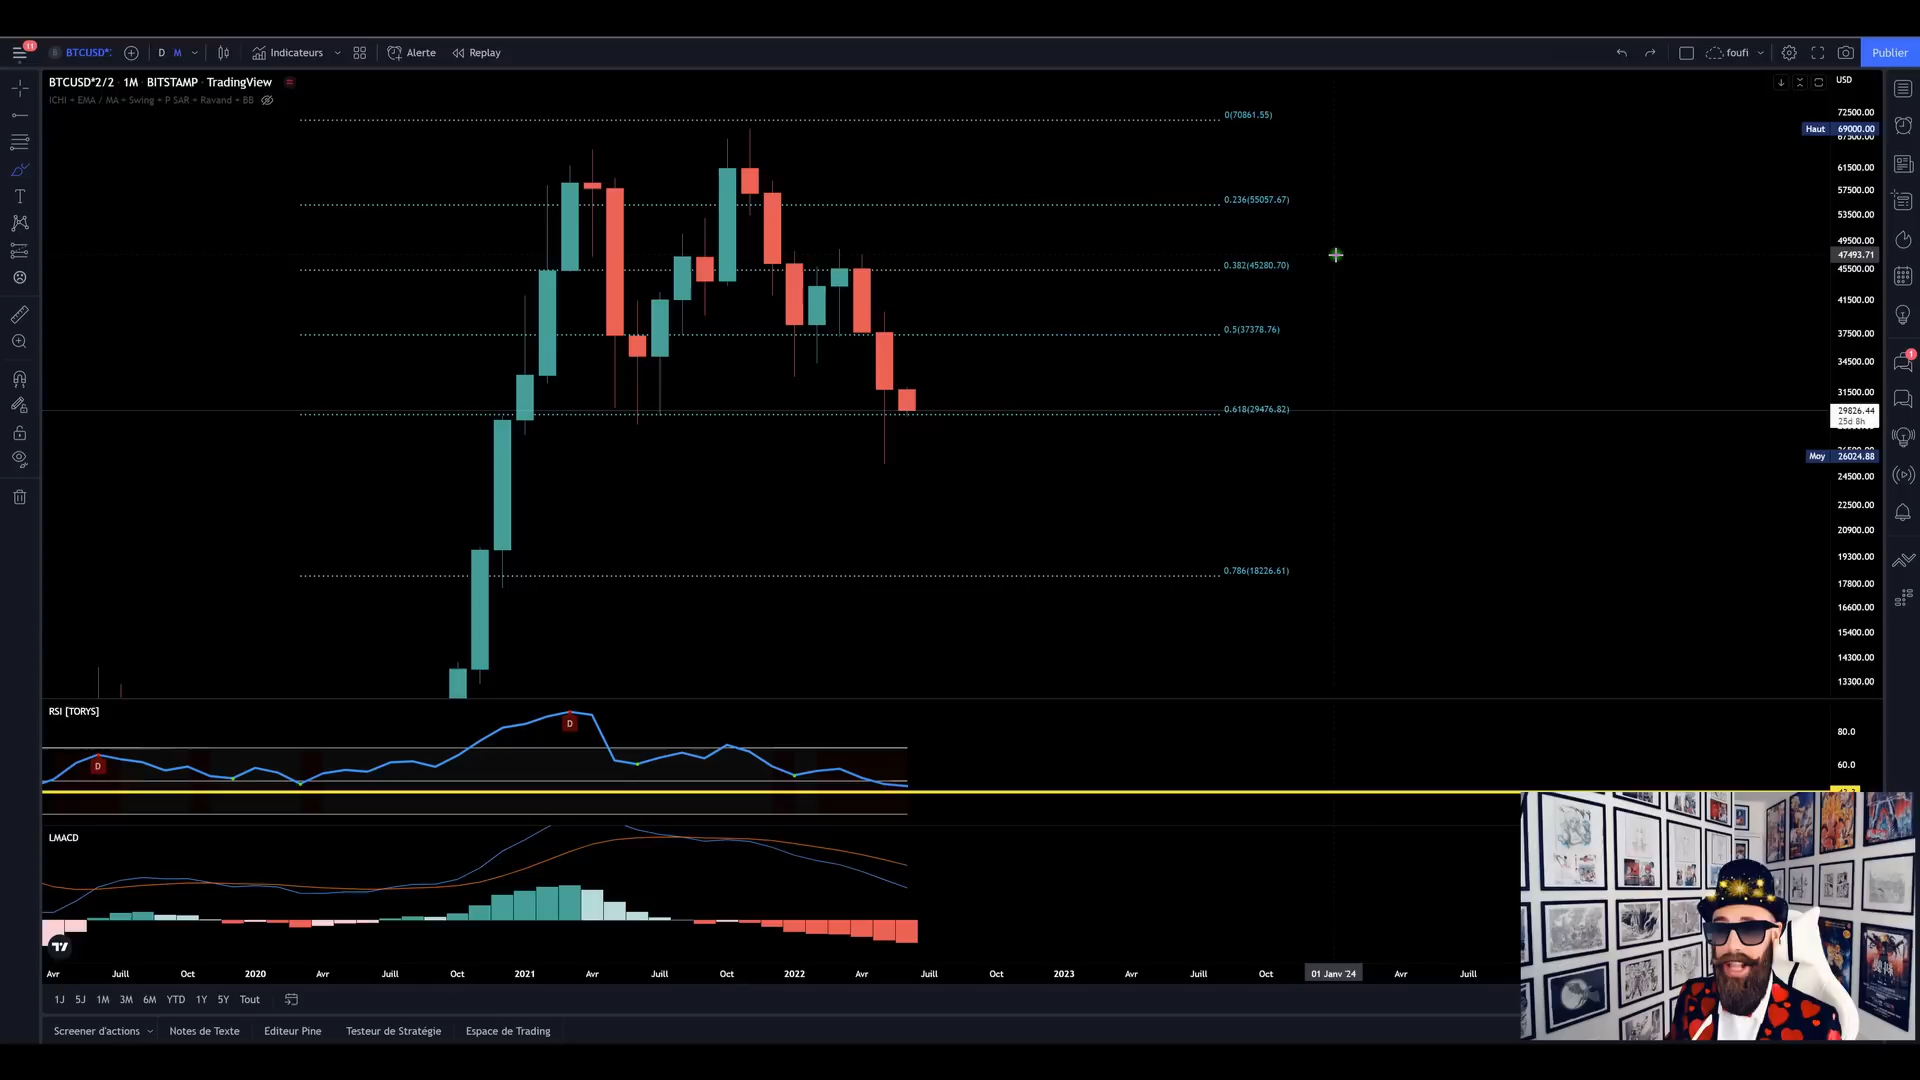 11
BTCUSD*:
D M
Indicateurs
Alerte
Replay
foufi
Publier
BTCUSD*2/2 · 1M · BITSTAMP · TradingView
ICHI + EMA / MA + Swing + P SAR + Ravand + BB
USD
0(70861.55)
0.236(55057.67)
0.382(45280.70)
0.5(37378.76)
0.618(29476.82)
0.786(18226.61)
72500.00
Haut 69000.00
67500.00
61500.00
57500.00
53500.00
49500.00
47493.71
45500.00
41500.00
37500.00
34500.00
31500.00
29826.44
25d 8h
Moy 26024.88
24500.00
22500.00
20900.00
19300.00
17800.00
16600.00
15400.00
14300.00
13300.00
1
RSI [TORYS]
D
D
80.0
60.0
LMACD
Avr Juill Oct 2020 Avr Juill Oct 2021 Avr Juill Oct 2022 Avr Juill Oct 2023 Avr Juill Oct 01 Janv '24 Avr Juill
1J 5J 1M 3M 6M YTD 1Y 5Y Tout
Screener d'actions Notes de Texte Editeur Pine Testeur de Stratégie Espace de Trading